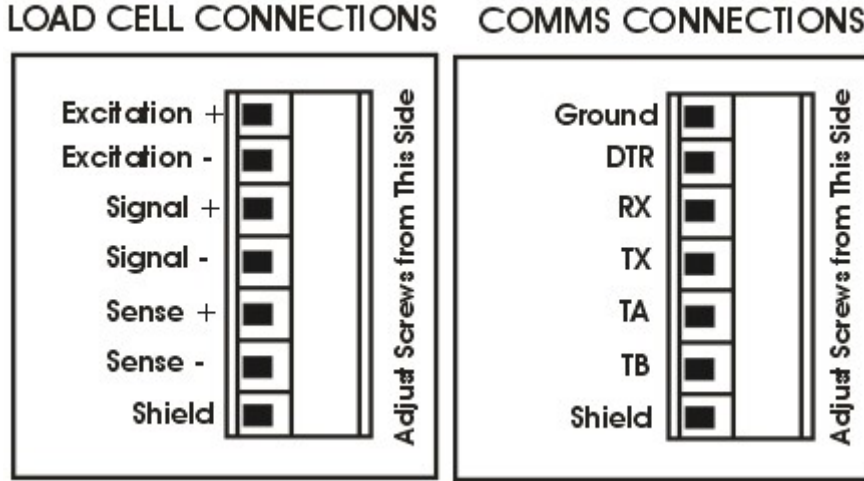 LOAD CELL CONNECTIONS
Excitation +
Excitation -
Signal +
Signal -
Sense +
Sense -
Shield
Adjust Screws from This Side
COMMS CONNECTIONS
Ground
DTR
RX
TX
TA
TB
Shield
Adjust Screws from This Side